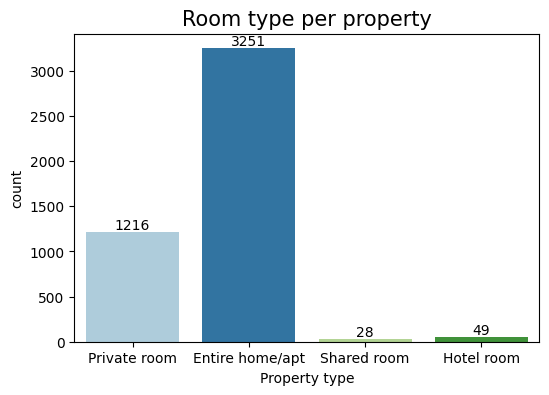 Room type per property
3251
3000
2500
2000
1500
1216
1000
500
28
49
0
count
Private room
Entire home/apt
Shared room
Hotel room
Property type